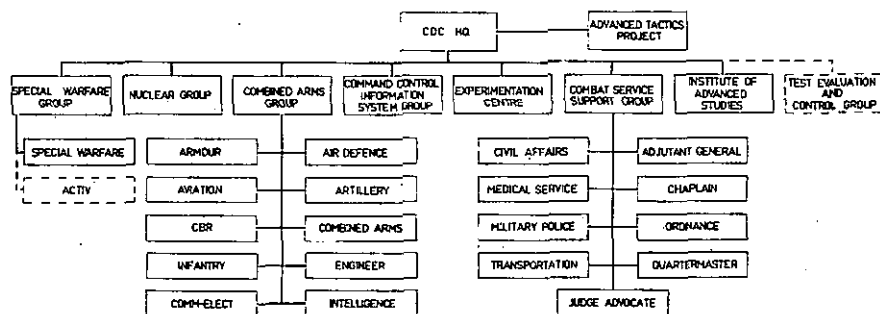 CDC HQ
ADVANCED TACTICS
PROJECT
SPECIAL WARFARE
GROUP
NUCLEAR GROUP
COMBINED ARMS
GROUP
COMMAND CONTROL
INFORMATION
SYSTEM GROUP
EXPERIMENTATION
CENTRE
COMBAT SERVICE
SUPPORT GROUP
INSTITUTE OF
ADVANCED
STUDIES
TEST EVALUATION
AND
CONTROL GROUP
SPECIAL WARFARE
ACTIV
ARMOUR
AIR DEFENCE
AVIATION
ARTILLERY
CBR
COMBINED ARMS
INFANTRY
ENGINEER
COMM-ELECT
INTELLIGENCE
CIVIL AFFAIRS
ADJUTANT GENERAL
MEDICAL SERVICE
CHAPLAIN
MILITARY POLICE
ORDNANCE
TRANSPORTATION
QUARTERMASTER
JUDGE ADVOCATE